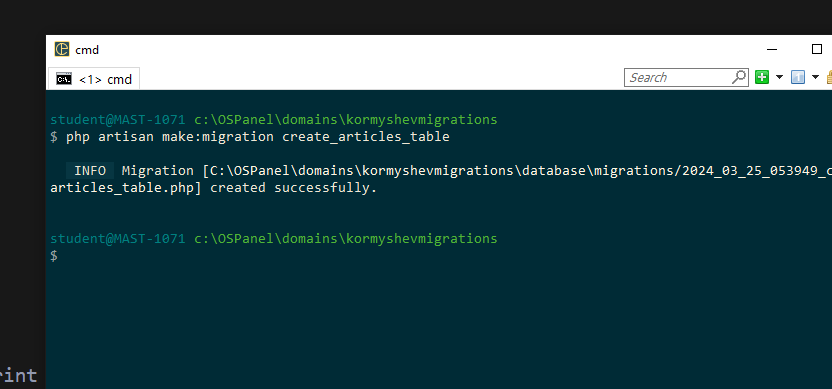 cmd
<1> cmd
Search
student@MAST-1071 c:\OSPanel\domains\kormyshevmigrations
$ php artisan make:migration create_articles_table
INFO Migration [C:\OSPanel\domains\kormyshevmigrations\database\migrations/2024_03_25_053949_c
articles_table.php] created successfully.
student@MAST-1071 c:\OSPanel\domains\kormyshevmigrations
$
rint